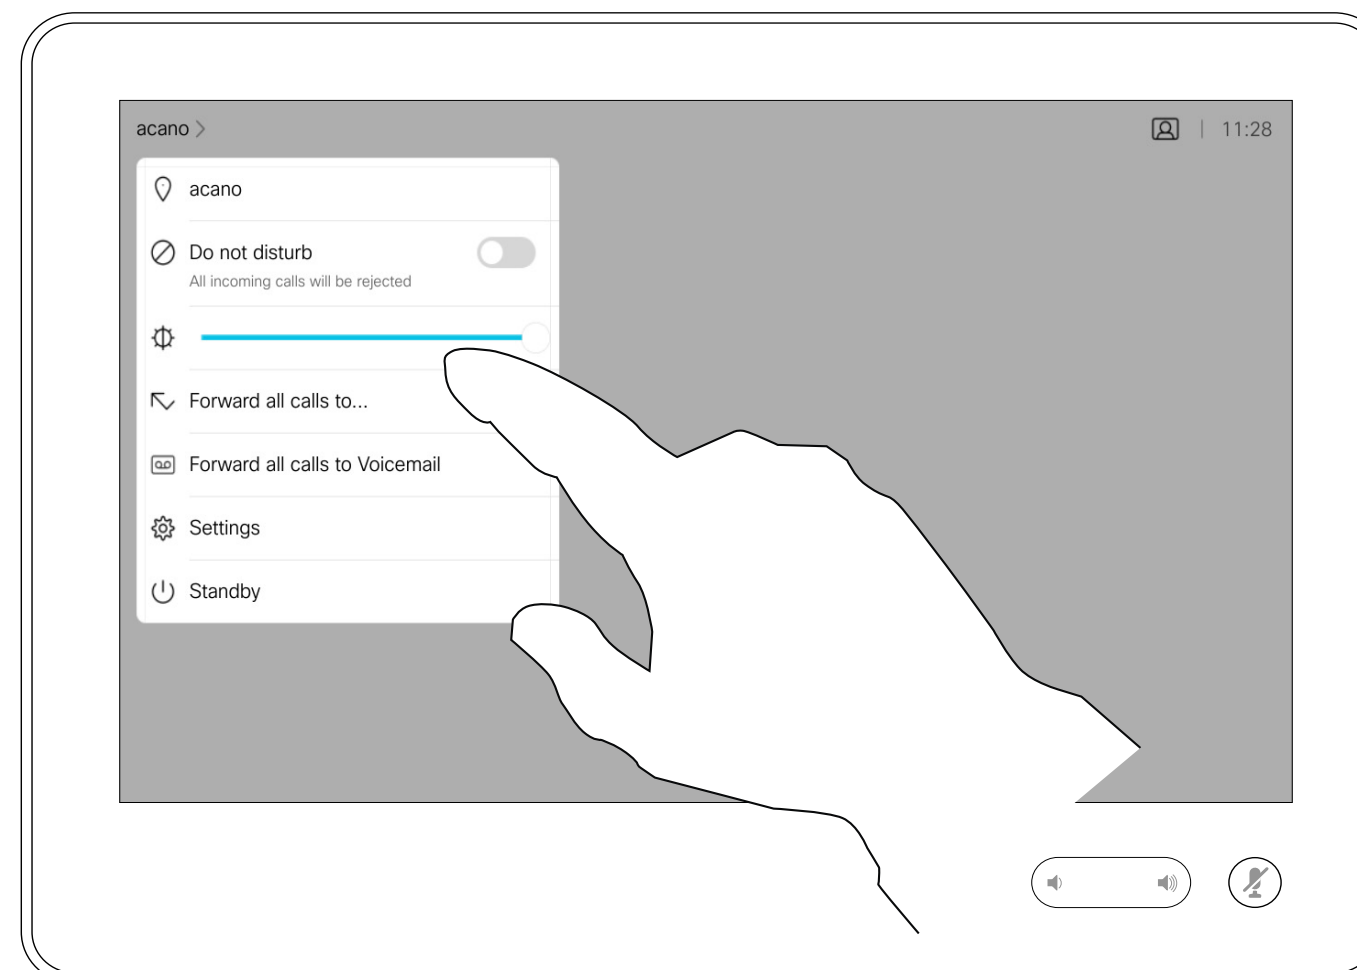 acano
11:28
acano
Do not disturb
All incoming calls will be rejected
Forward all calls to...
Forward all calls to Voicemail
Settings
Standby